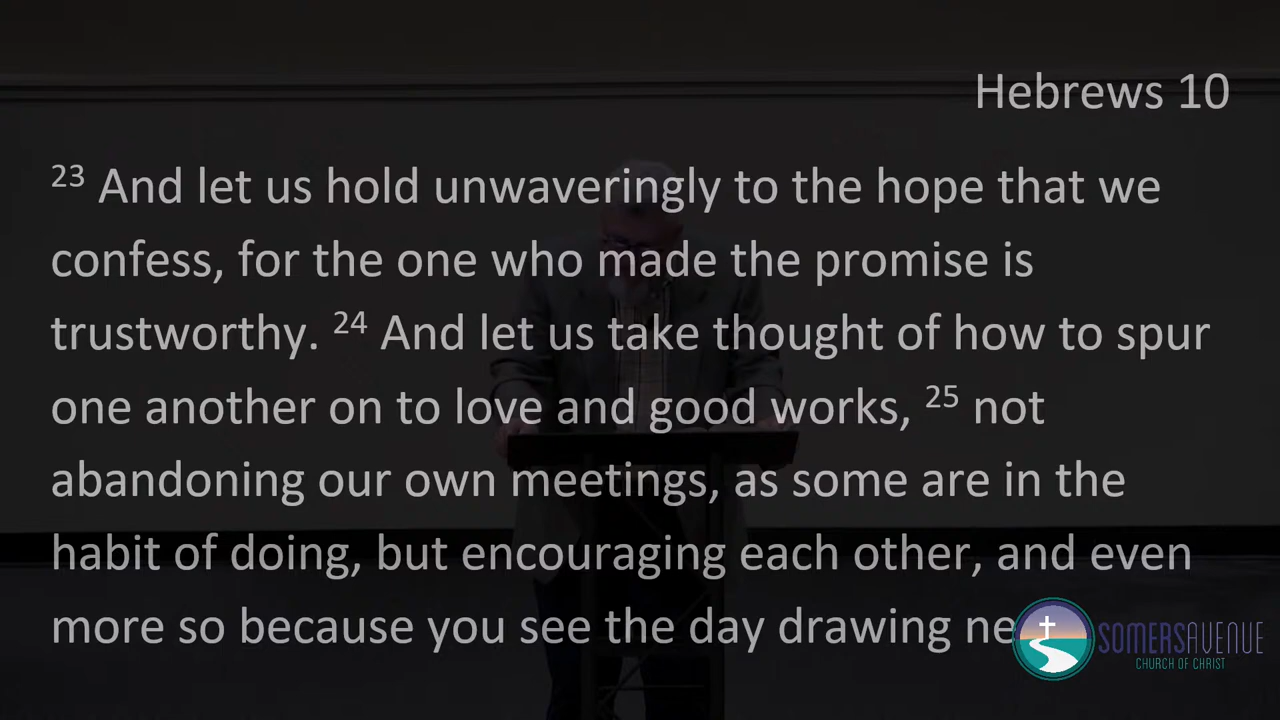 Hebrews 10
23 And let us hold unwaveringly to the hope that we
confess, for the one who made the promise is
trustworthy. 24 And let us take thought of how to spur
one another on to love and good works, 25 not
abandoning our own meetings, as some are in the
habit of doing, but encouraging each other, and even
more so because you see the day drawing ne
SOMERSAVENUE
CHURCH OF CHRIST